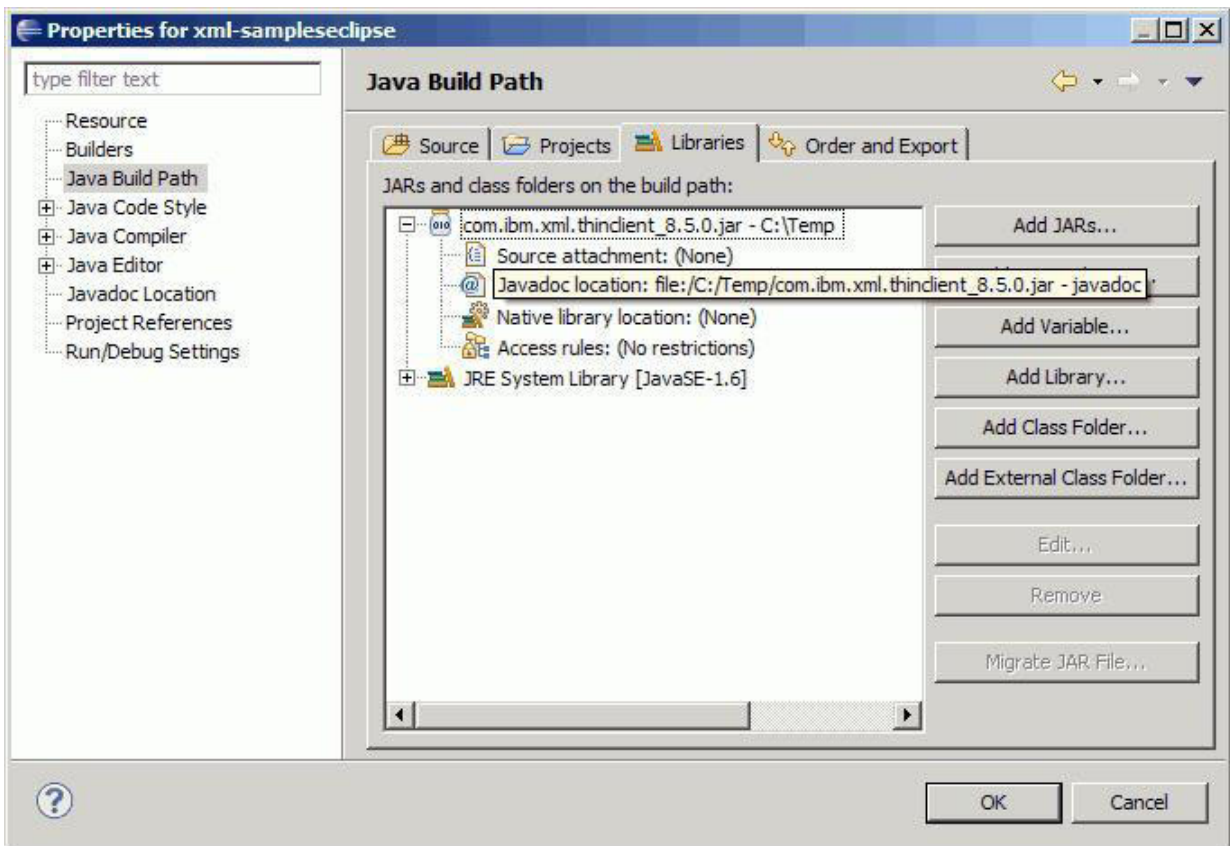 Properties for xml-sampleseclipse
type filter text
Resource
Builders
Java Build Path
Java Code Style
Java Compiler
Java Editor
Javadoc Location
Project References
Run/Debug Settings
Java Build Path
Source
Projects
Libraries
Order and Export
JARs and class folders on the build path:
com.ibm.xml.thinclient_8.5.0.jar - C:\Temp
Source attachment: (None)
Javadoc location: file:/C:/Temp/com.ibm.xml.thinclient_8.5.0.jar - javadoc
Native library location: (None)
Access rules: (No restrictions)
JRE System Library [JavaSE-1.6]
Add JARs...
Add Variable...
Add Library...
Add Class Folder...
Add External Class Folder...
Edit...
Remove
Migrate JAR File...
OK
Cancel